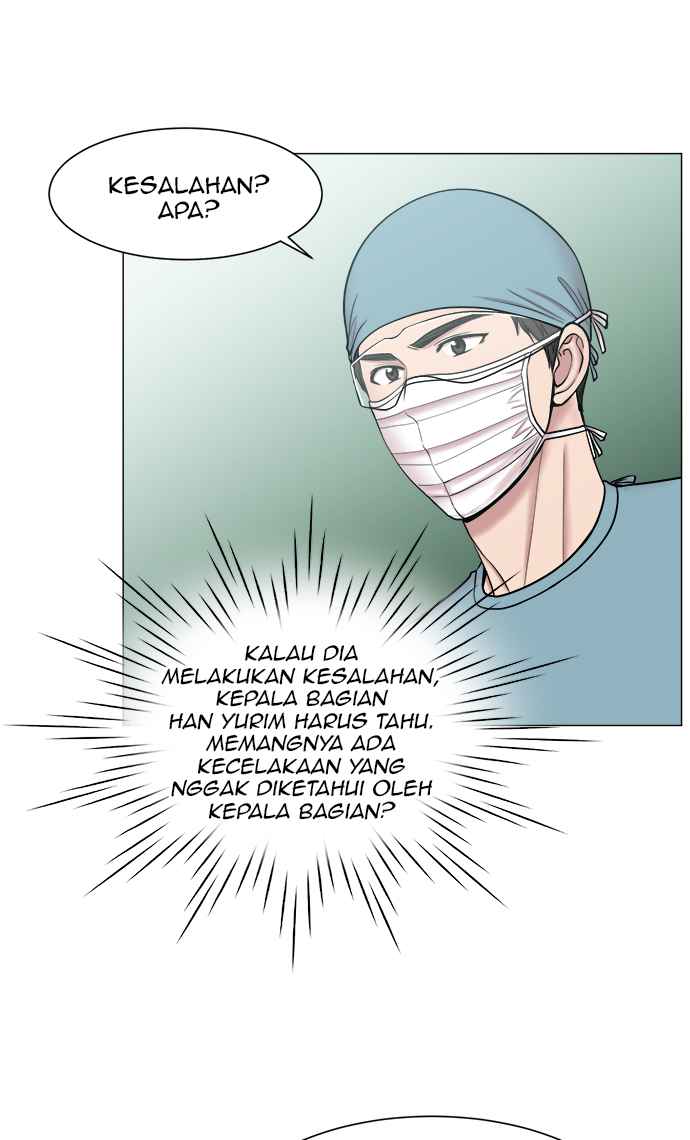 KESALAHAN?
APA?
KALAU DIA
MELAKUKAN KESALAHAN,
KEPALA BAGIAN
HAN YURIM HARUS TAHU.
MEMANGNYA ADA
KECELAKAAN YANG
NGGAK DIKETAHUI OLEH
KEPALA BAGIAN?